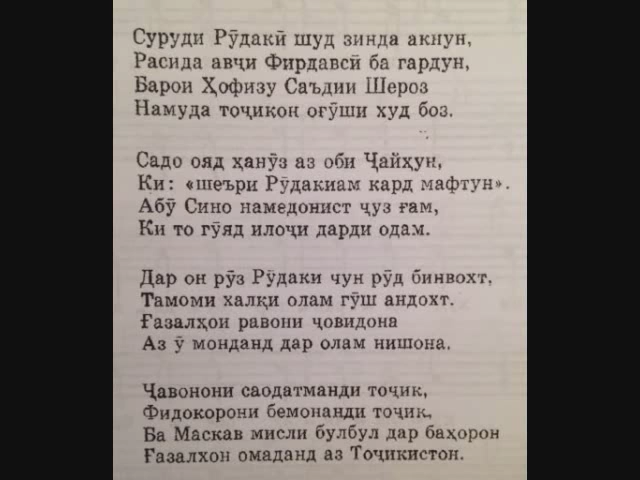 Суруди Рӯдакӣ шуд зинда акнун,
Расида авҷи Фирдавсӣ ба гардун,
Барои Ҳофизу Саъдии Шероз
Намуда тоҷикон оғӯши худ боз.
Садо ояд ҳанӯз аз оби Ҷайҳун,
Ки: «шеъри Рӯдакиам кард мафтун».
Абӯ Сино намедонист ҷуз ғам,
Ки то гӯяд илоҷи дарди одам.
Дар он рӯз Рӯдаки чун рӯд бинвохт,
Тамоми халқи олам гӯш андохт.
Ғазалҳои равони ҷовидона
Аз ӯ монданд дар олам нишона.
Ҷавонони саодатманди тоҷик,
Фидокорони бемонанди тоҷик,
Ба Маскав мисли булбул дар баҳорон
Ғазалхон омаданд аз Тоҷикистон.